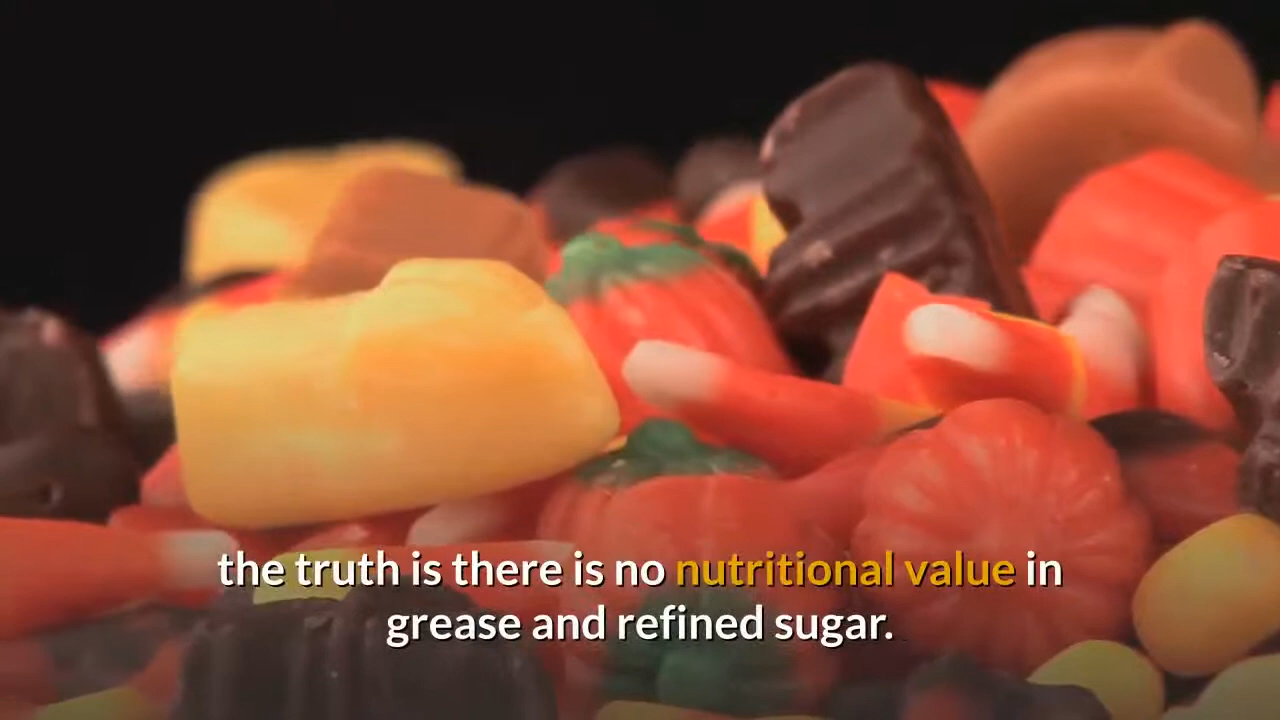 the truth is there is no nutritional value in
grease and refined sugar.